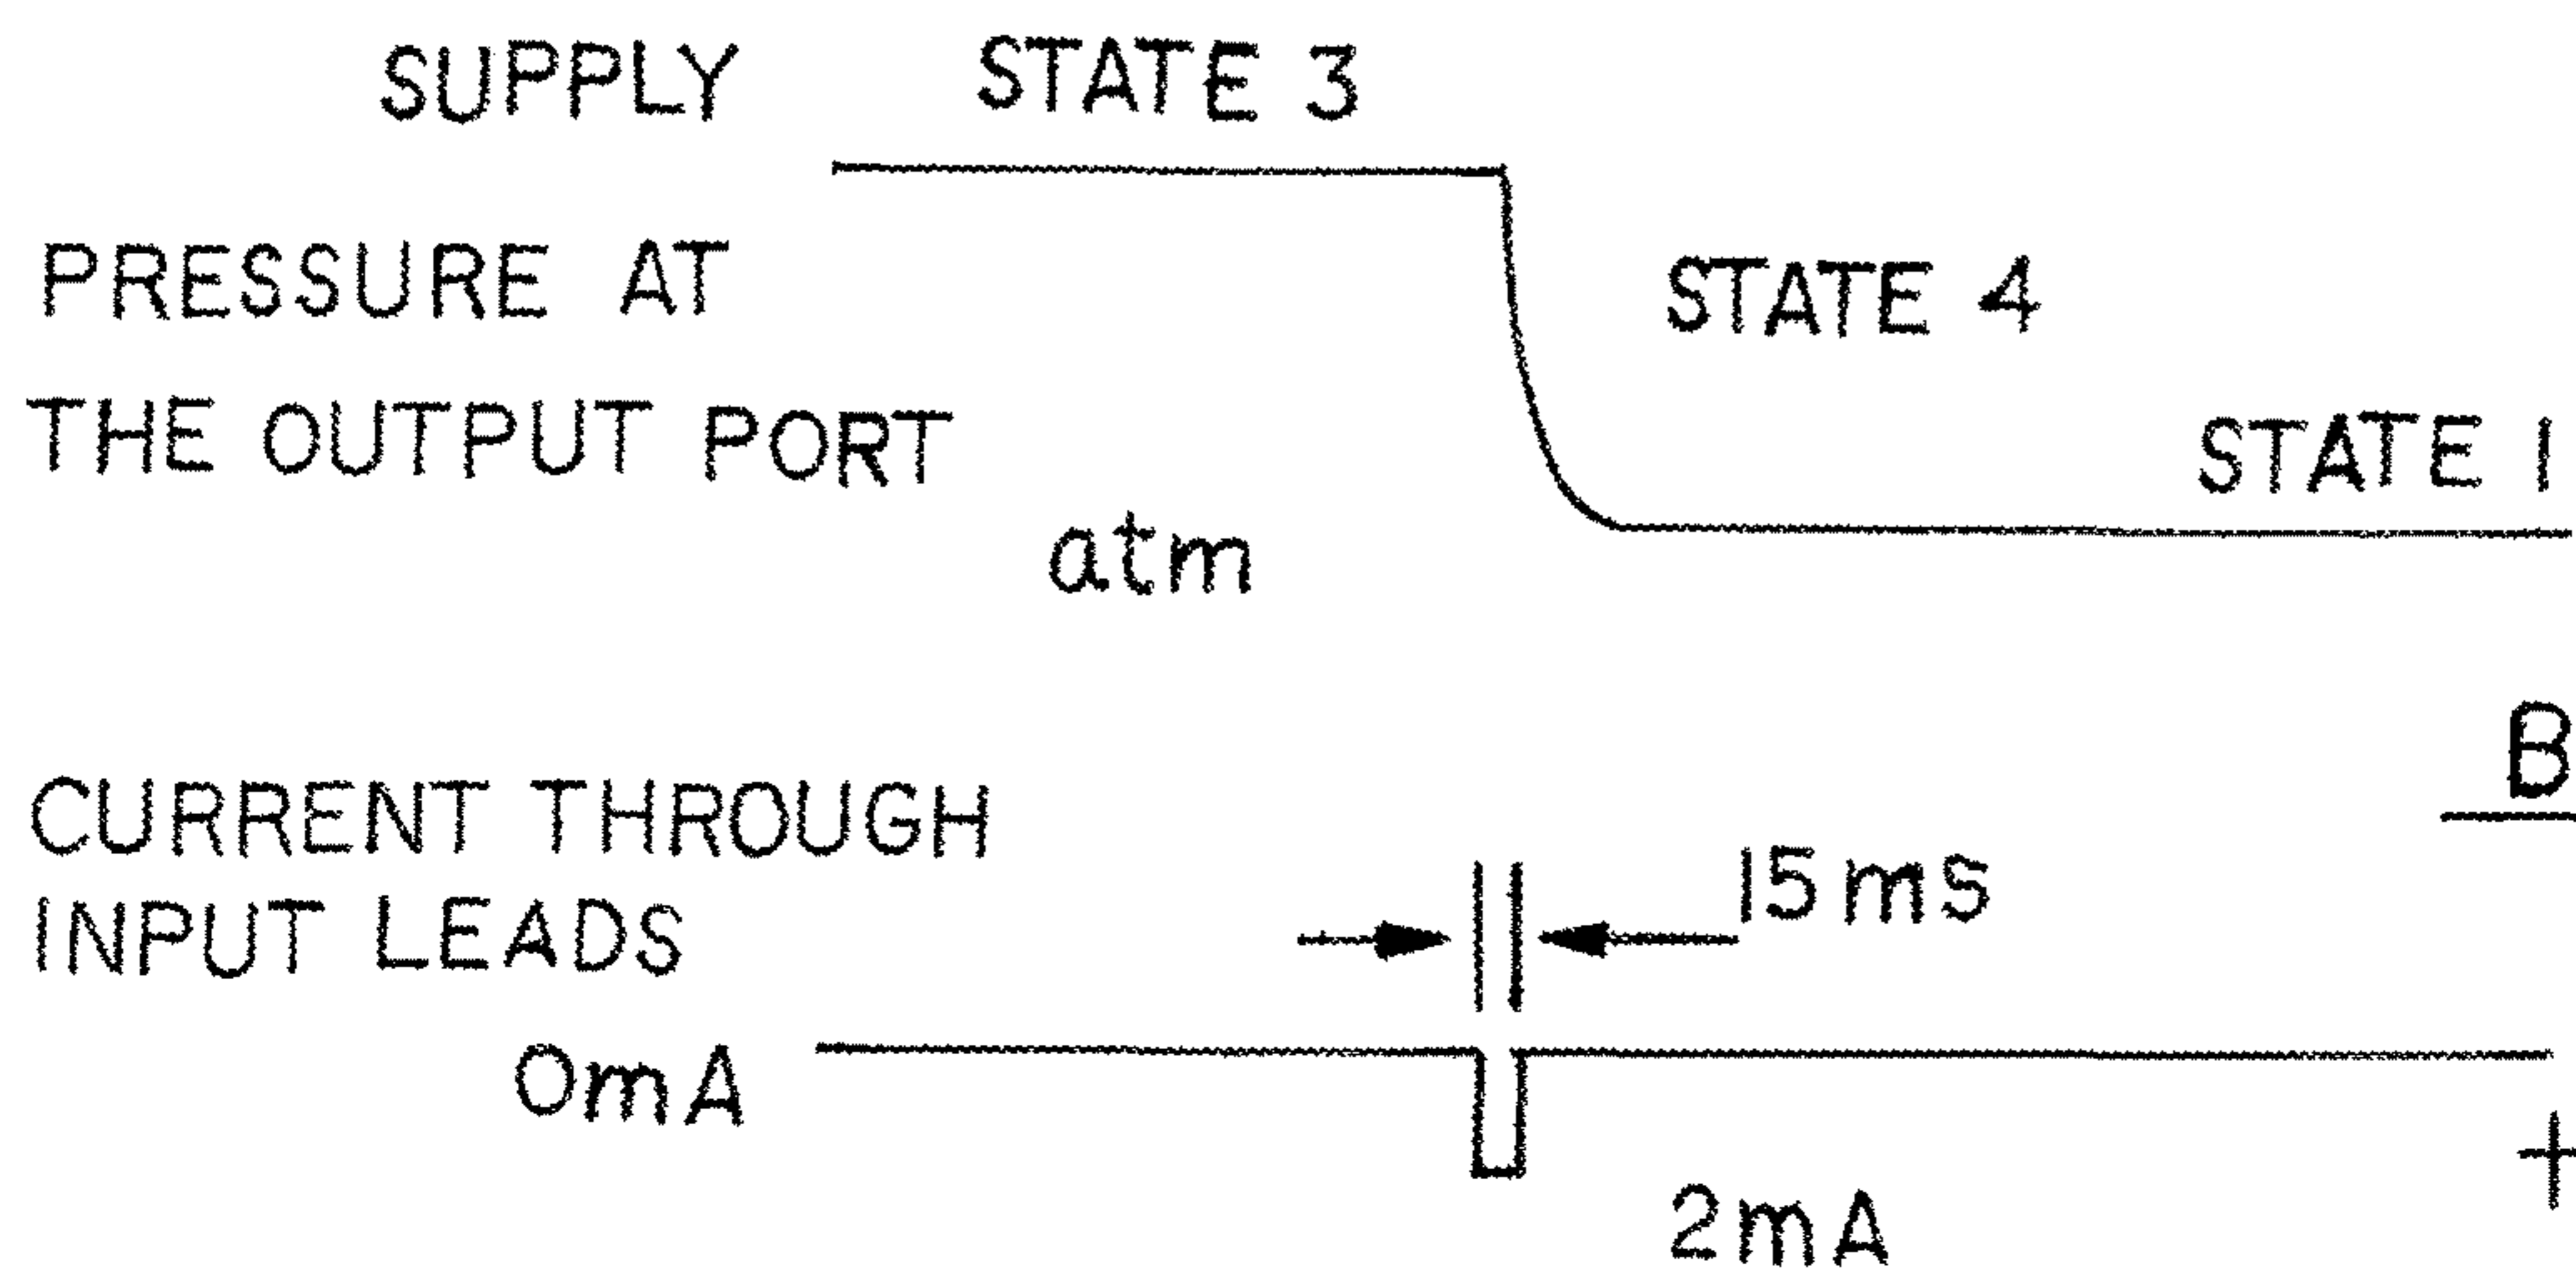 SUPPLY STATE 3
PRESSURE AT
STATE 4
THE OUTPUT PORT
STATE 1
atm
B
CURRENT THROUGH
15ms
INPUT LEADS
0mA
+
2mA